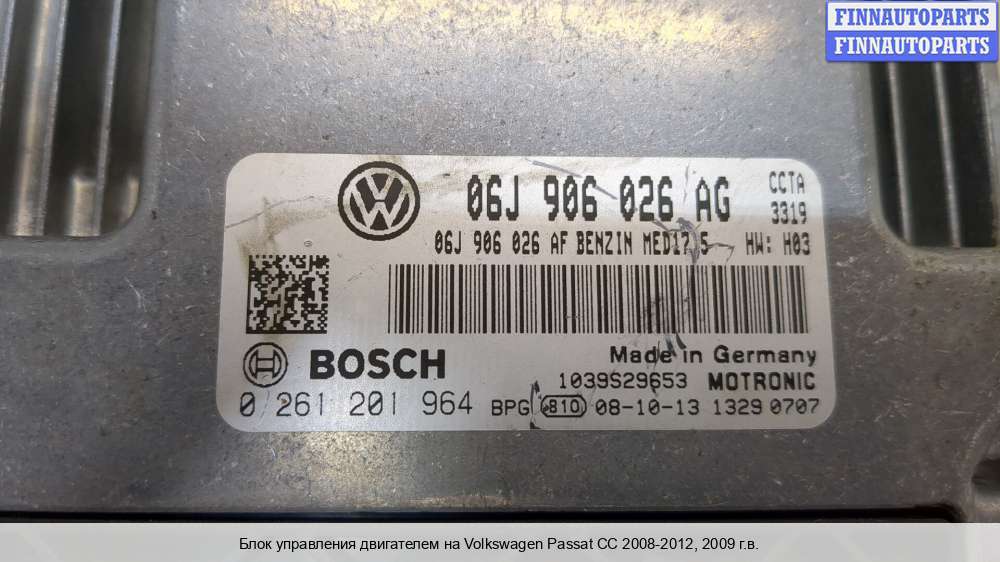 FINNAUTOPARTS
FINNAUTOPARTS
06J 906 026 AG
CCTA
3319
06J 906 026 AF BENZIN MED17.5 HW: H03
BOSCH
Made in Germany
1039S29653 MOTRONIC
0 261 201 964 BPG 810 08-10-13 1329 0707
Блок управления двигателем на Volkswagen Passat CC 2008-2012, 2009 г.в.